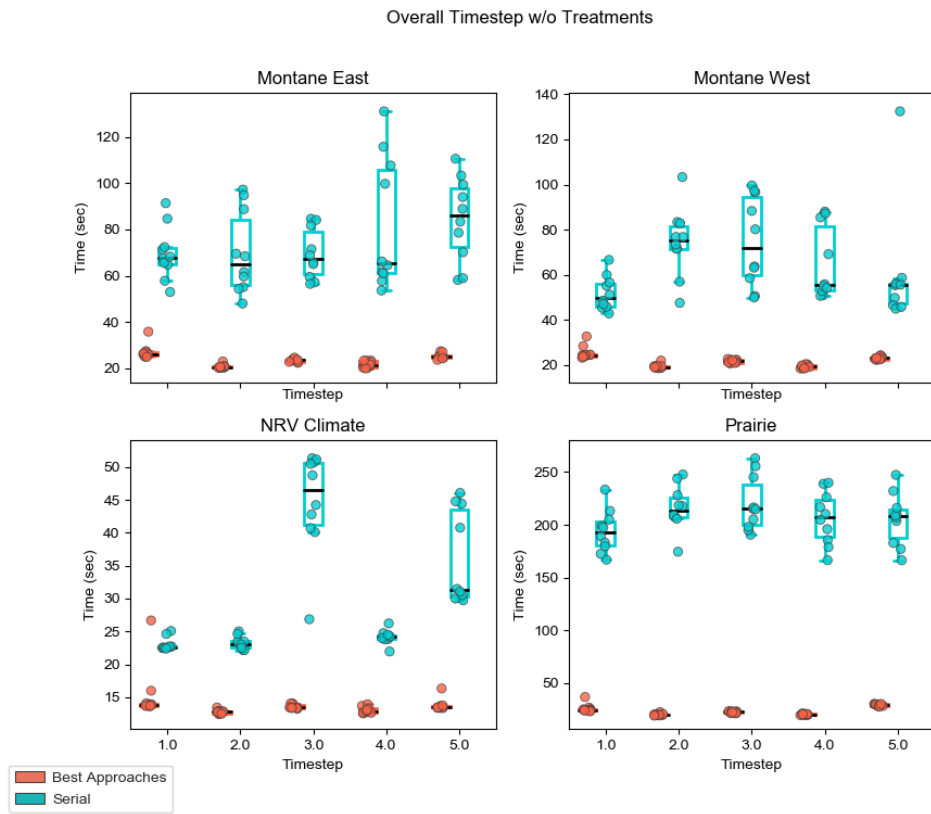 Overall Timestep w/o Treatments
Montane East
Time (sec)
120
100
80
60
40
20
Timestep
Montane West
Time (sec)
140
120
100
80
60
40
20
Timestep
NRV Climate
Time (sec)
50
45
40
35
30
25
20
15
1.0 2.0 3.0 4.0 5.0
Timestep
Prairie
Time (sec)
250
200
150
100
50
1.0 2.0 3.0 4.0 5.0
Timestep
Best Approaches
Serial